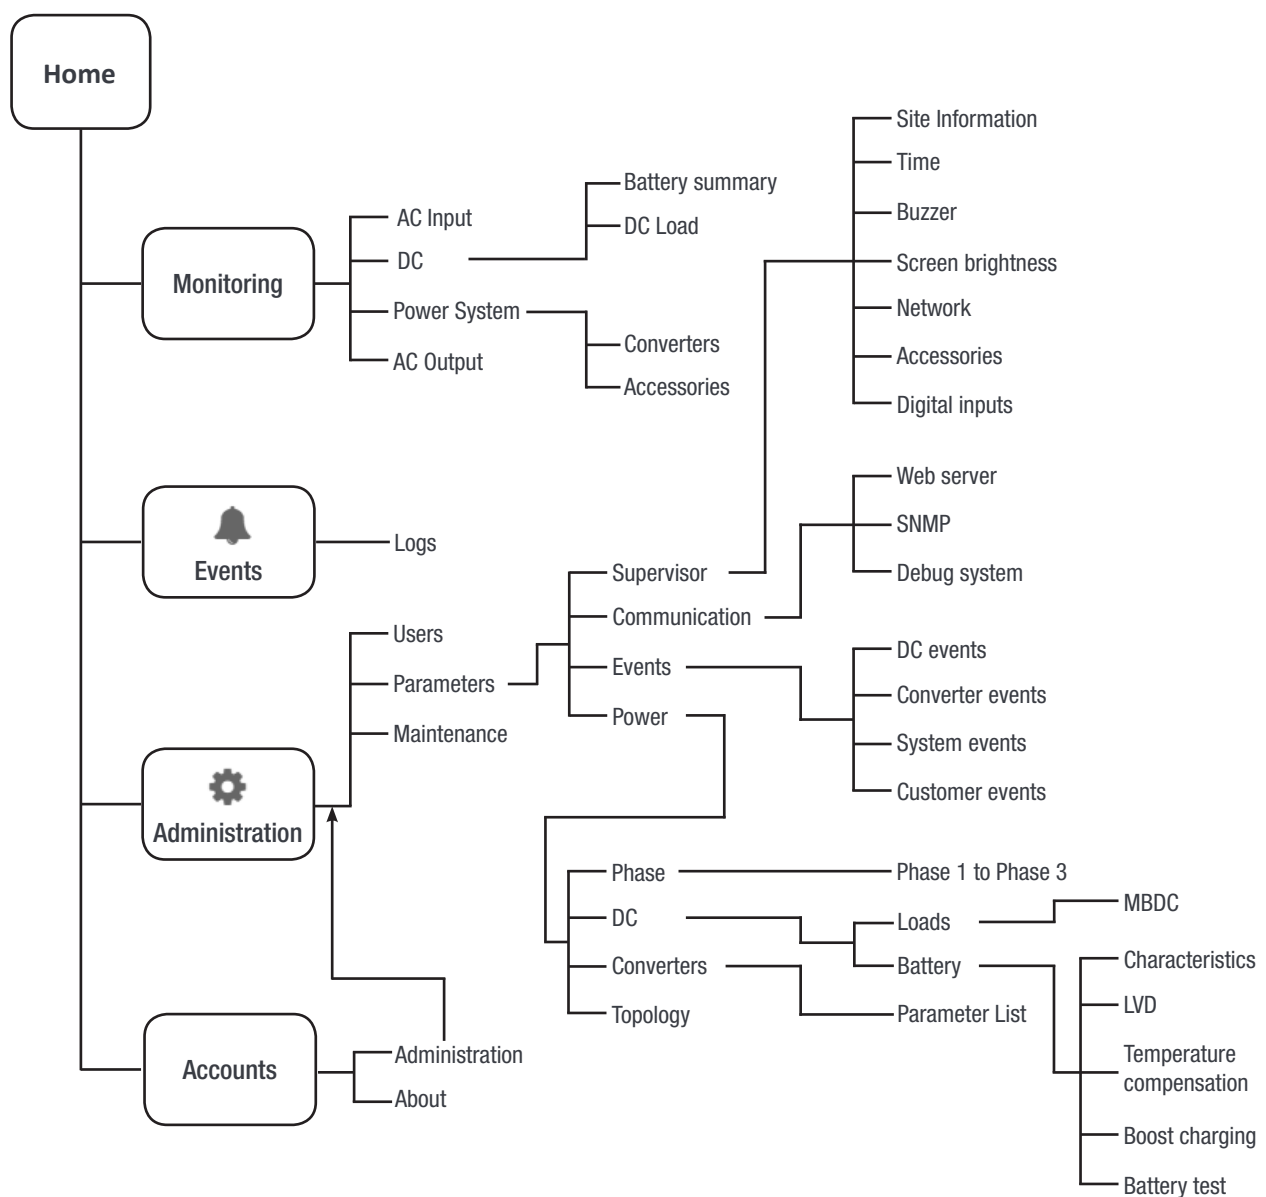 Home
Monitoring
AC Input
DC
Power System
AC Output
Battery summary
DC Load
Converters
Accessories
Events
Logs
Administration
Users
Parameters
Maintenance
Supervisor
Communication
Events
Power
Site Information
Time
Buzzer
Screen brightness
Network
Accessories
Digital inputs
Web server
SNMP
Debug system
DC events
Converter events
System events
Customer events
Phase
DC
Converters
Topology
Phase 1 to Phase 3
Loads
Battery
Parameter List
MBDC
Characteristics
LVD
Temperature
compensation
Boost charging
Battery test
Accounts
Administration
About